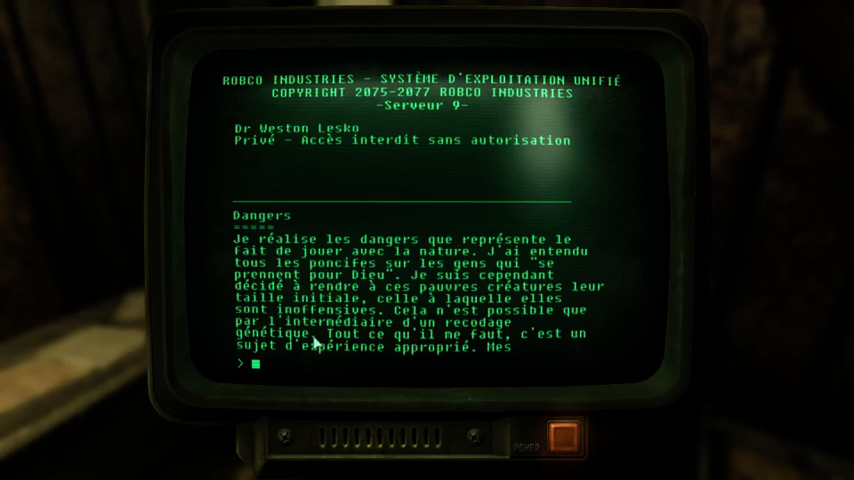 ROBCO INDUSTRIES - SYSTÈME D'EXPLOITATION UNIFIÉ
COPYRIGHT 2075-2077 ROBCO INDUSTRIES
-Serveur 9-
Dr Weston Lesko
Privé - Accès interdit sans autorisation
Dangers
=====
Je réalise les dangers que représente le
fait de jouer avec la nature. J'ai entendu
tous les poncifes sur les gens qui "se
prennent pour Dieu". Je suis cependant
décidé à rendre à ces pauvres créatures leur
taille initiale, celle à laquelle elles
sont inoffensives. Cela n'est possible que
par l'intermédiaire d'un recodage
génétique. Tout ce qu'il me faut, c'est un
sujet d'expérience approprié. Mes
>
POWER